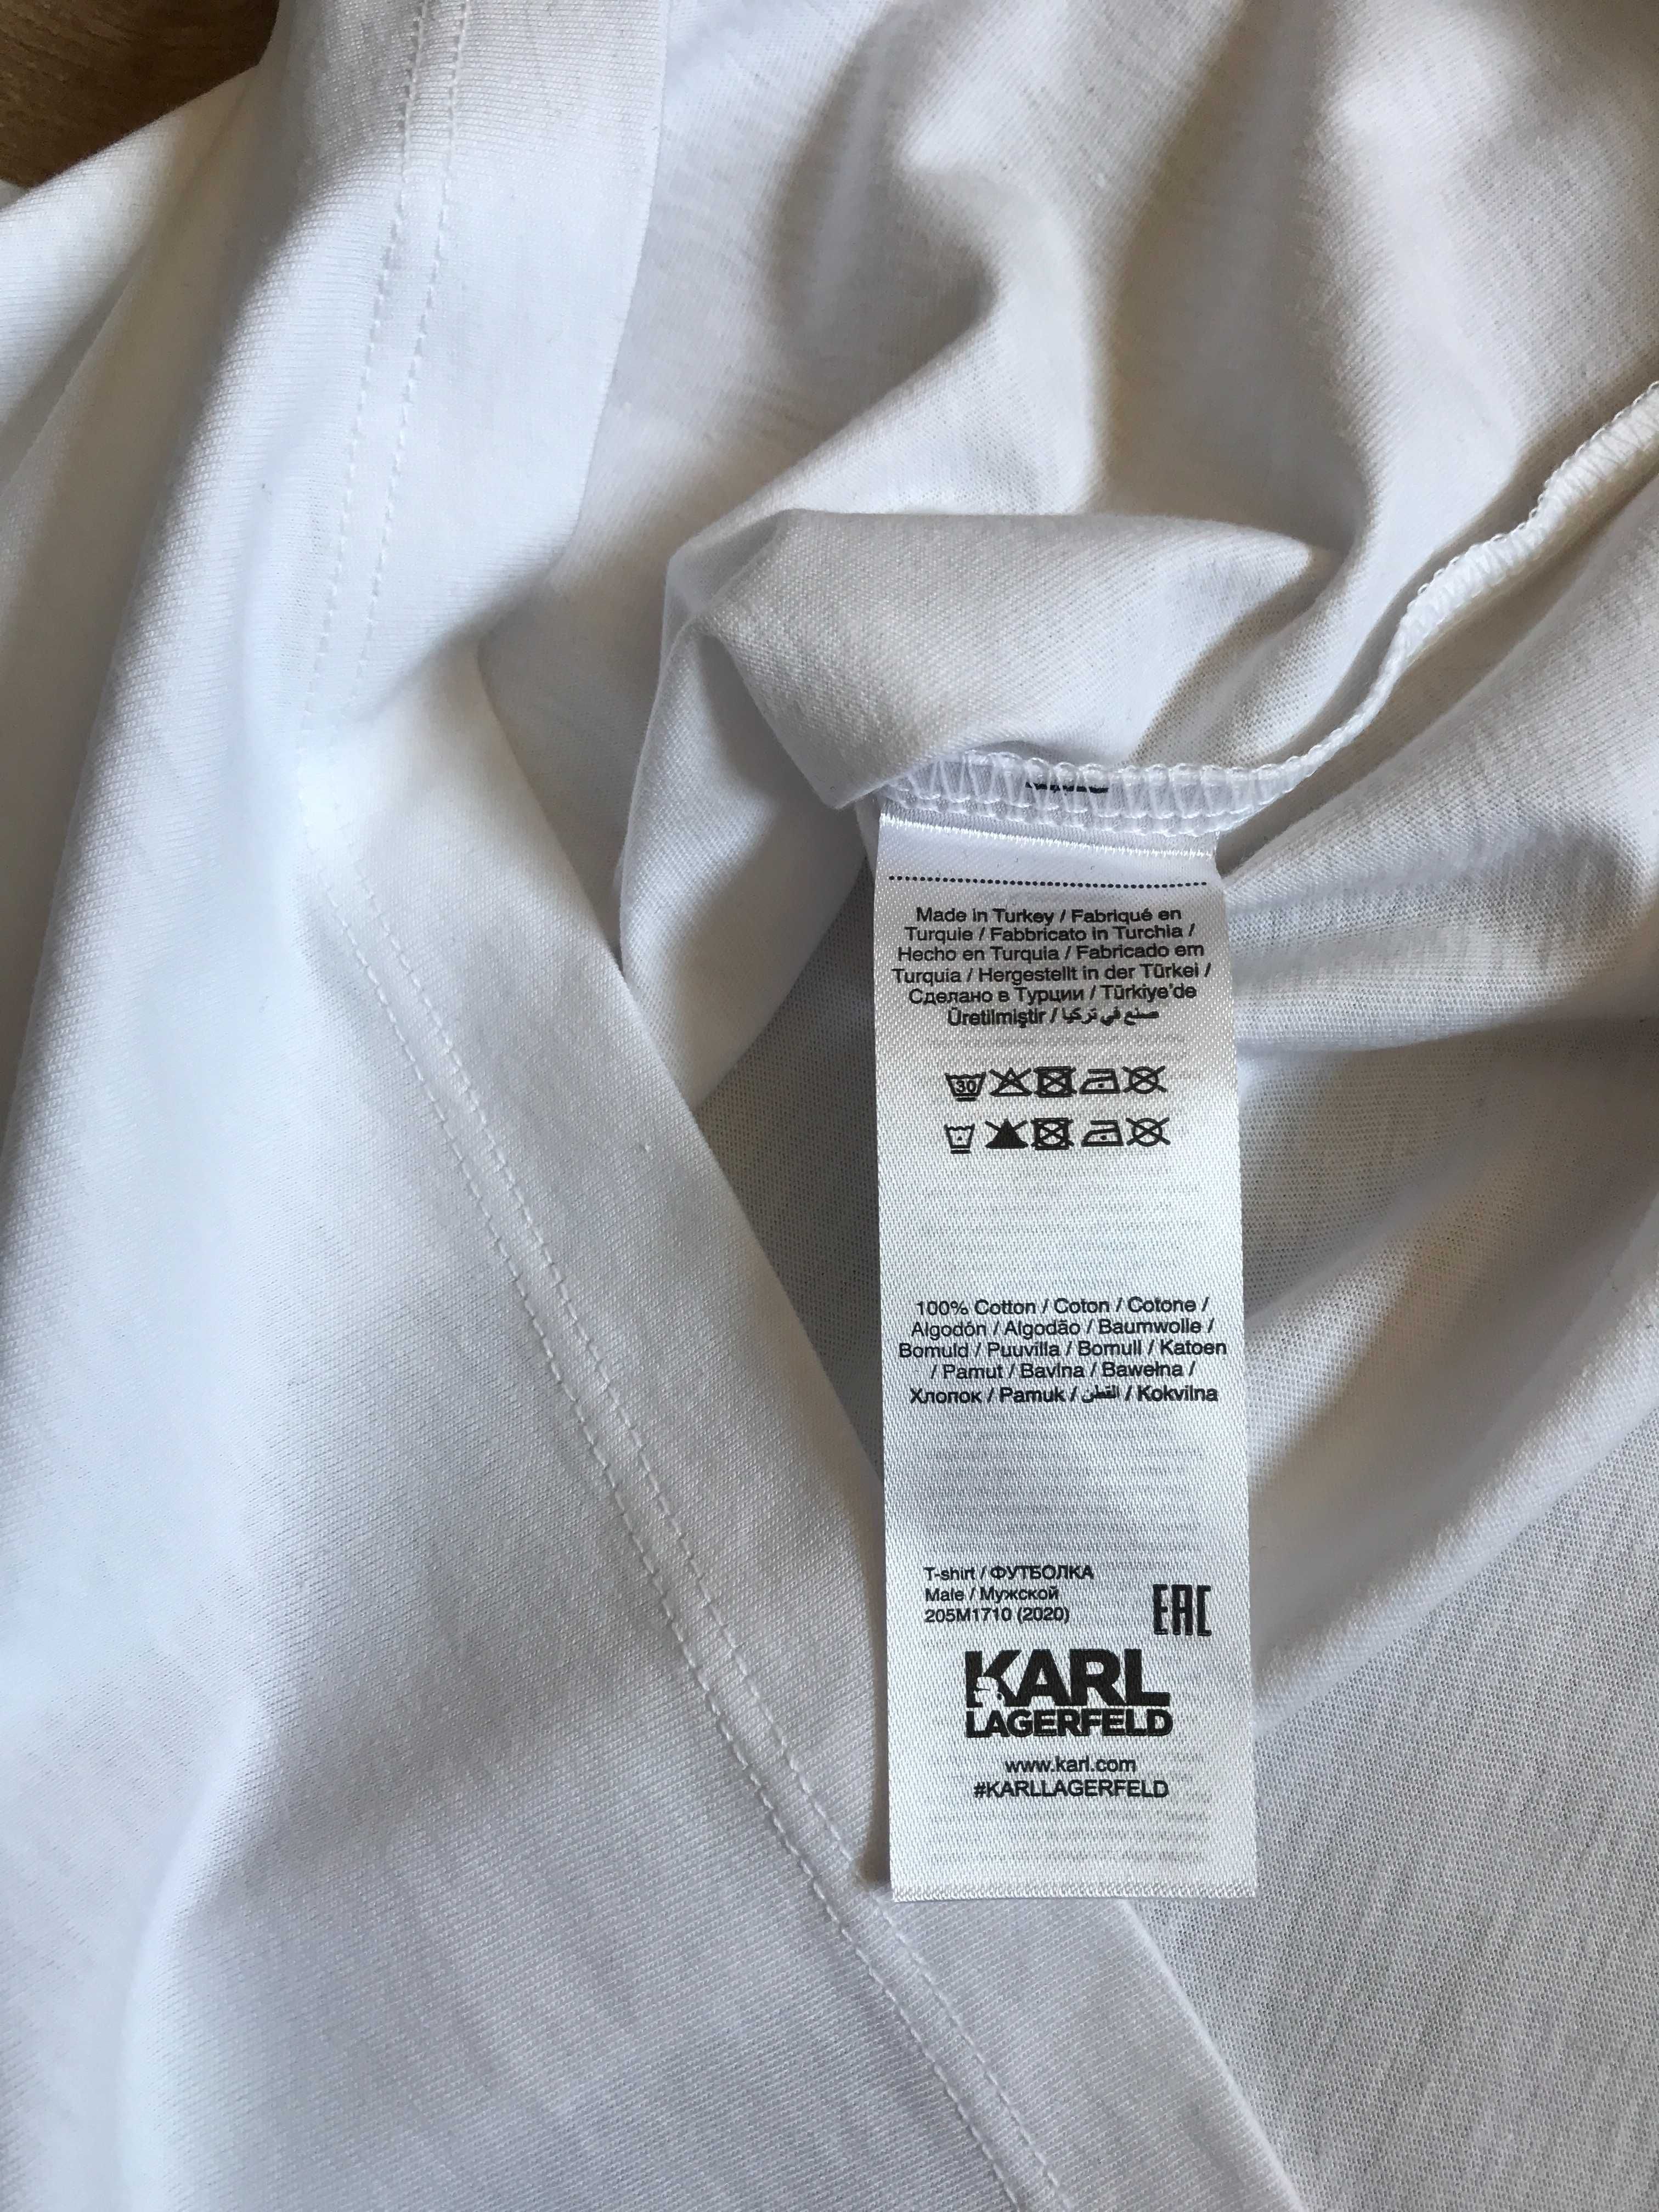 Made in Turkey / Fabriqué en
Turquie / Fabbricato in Turchia /
Hecho en Turquia / Fabricado em
Turquia / Hergestellt in der Türkei /
Сделано в Турции / Türkiye'de
Üretilmiştir / صنع في تركيا
30
100% Cotton / Coton / Cotone /
Algodón / Algodão / Baumwolle /
Bomuld / Puuvilla / Bomull / Katoen
/ Pamut / Bavlna / Bawełna /
Хлопок / Pamuk / القطن / Kokvilna
T-shirt / ФУТБОЛКА
Male / Мужской
205M1710 (2020)
EAC
KARL
LAGERFELD
www.karl.com
#KARLLAGERFELD